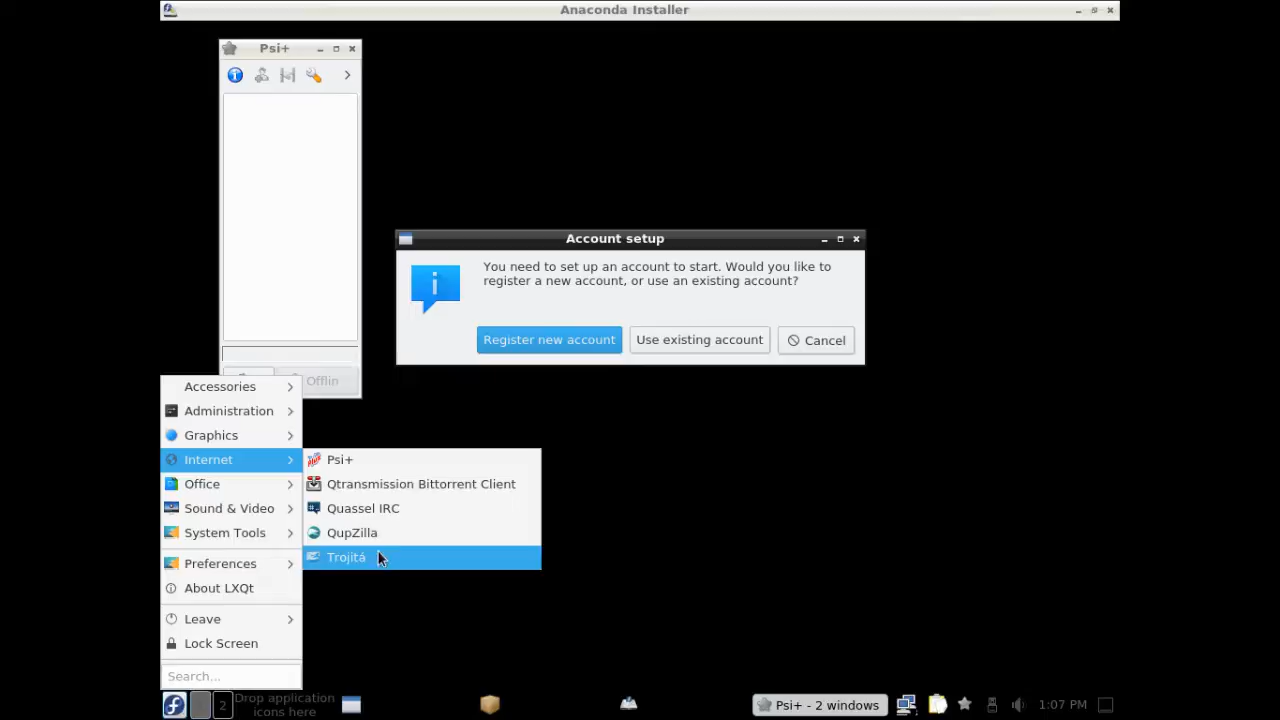 Anaconda Installer
Psi+
Account setup
You need to set up an account to start. Would you like to
register a new account, or use an existing account?
Register new account
Use existing account
Cancel
Offlin
Accessories
Administration
Graphics
Internet
Office
Sound & Video
System Tools
Preferences
About LXQt
Leave
Lock Screen
Search...
Psi+
Qtransmission Bittorrent Client
Quassel IRC
QupZilla
Trojitá
2
Drop application
icons here
Psi+ - 2 windows
1:07 PM